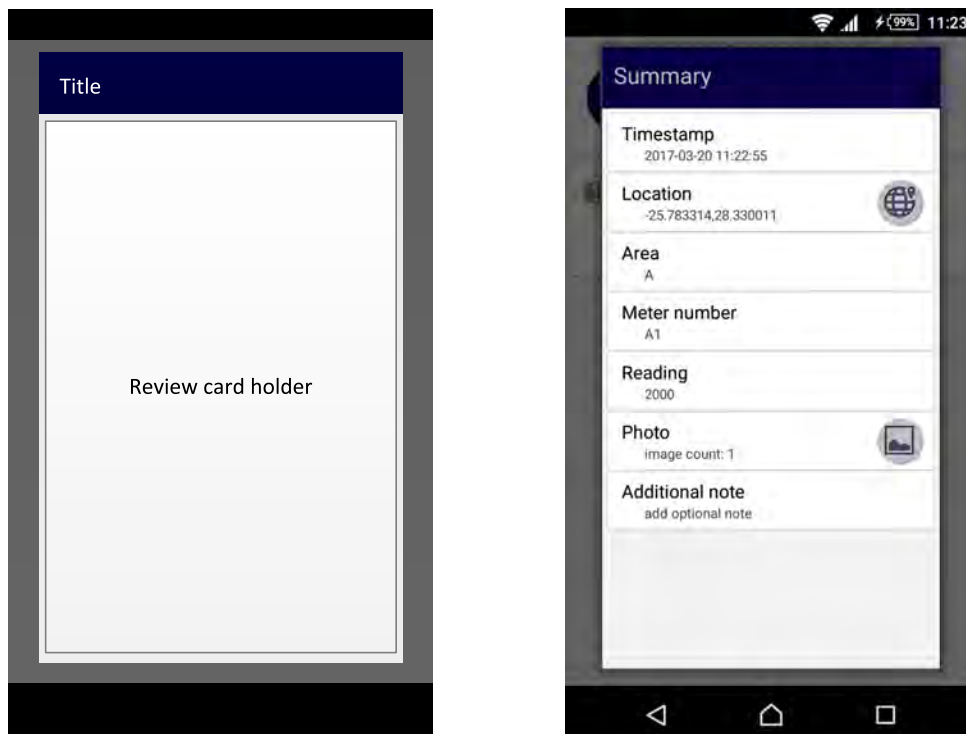 Title
Review card holder
99% 11:23
Summary
Timestamp
2017-03-20 11:22:55
Location
-25.783314,28.330011
Area
A
Meter number
A1
Reading
2000
Photo
image count: 1
Additional note
add optional note